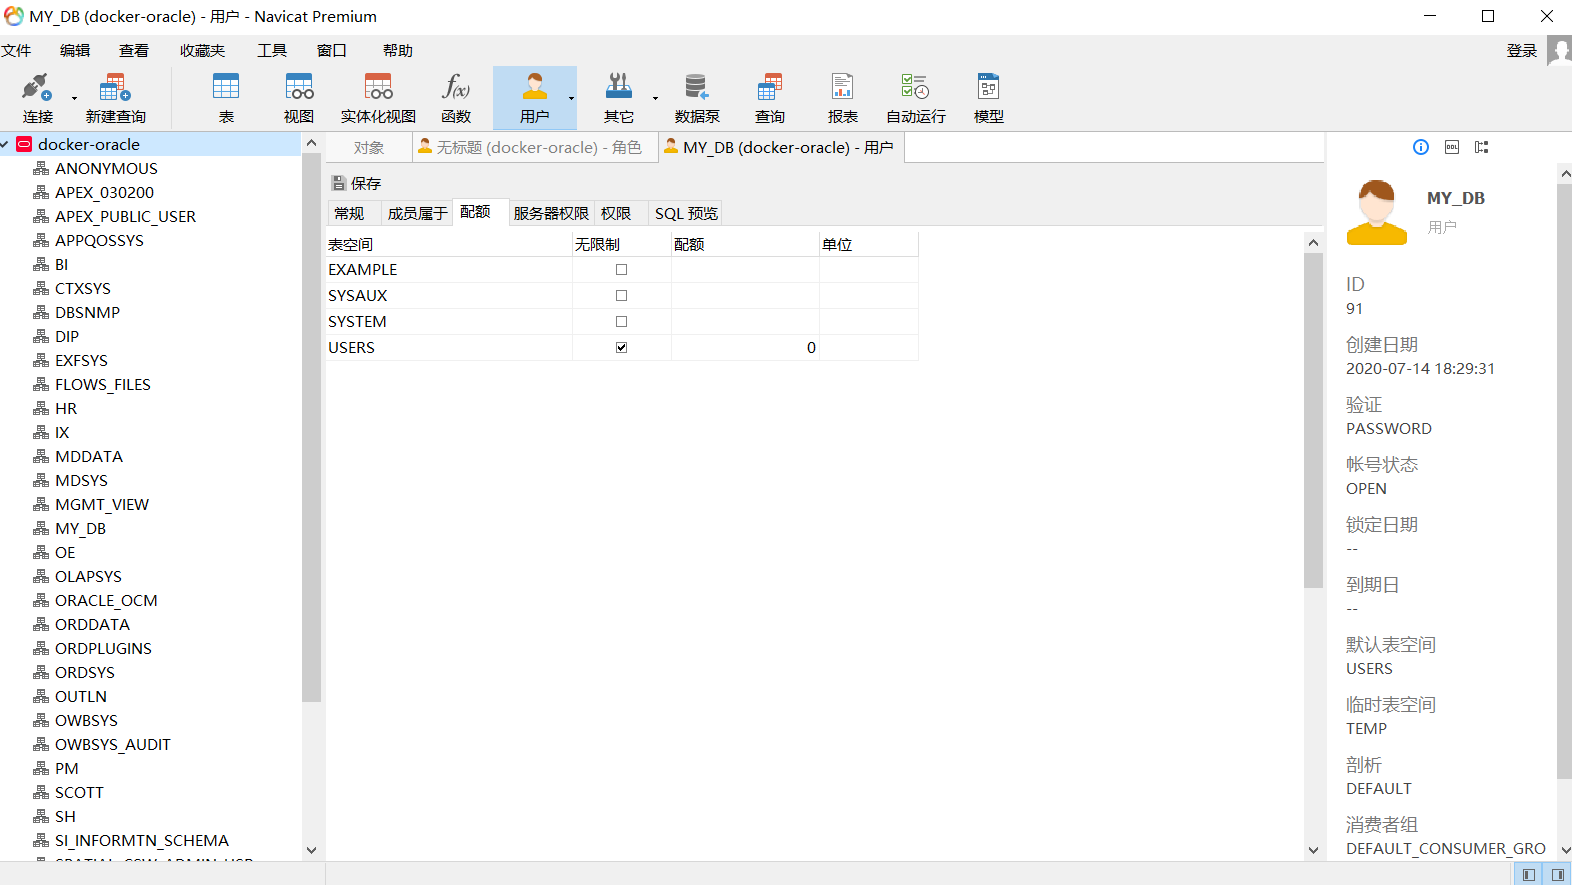 MY_DB (docker-oracle) - 用户 - Navicat Premium
文件 编辑 查看 收藏夹 工具 窗口 帮助 登录
连接 新建查询 表 视图 实体化视图 f(x) 函数 用户 其它 数据泵 查询 报表 自动运行 模型
docker-oracle
ANONYMOUS
APEX_030200
APEX_PUBLIC_USER
APPQOSSYS
BI
CTXSYS
DBSNMP
DIP
EXFSYS
FLOWS_FILES
HR
IX
MDDATA
MDSYS
MGMT_VIEW
MY_DB
OE
OLAPSYS
ORACLE_OCM
ORDDATA
ORDPLUGINS
ORDSYS
OUTLN
OWBSYS
OWBSYS_AUDIT
PM
SCOTT
SH
SI_INFORMTN_SCHEMA
对象 无标题 (docker-oracle) - 角色 MY_DB (docker-oracle) - 用户
保存
常规 成员属于 配额 服务器权限 权限 SQL 预览
表空间 无限制 配额 单位
EXAMPLE
SYSAUX
SYSTEM
USERS 0
DDL
MY_DB
用户
ID
91
创建日期
2020-07-14 18:29:31
验证
PASSWORD
帐号状态
OPEN
锁定日期
--
到期日
--
默认表空间
USERS
临时表空间
TEMP
剖析
DEFAULT
消费者组
DEFAULT_CONSUMER_GRO